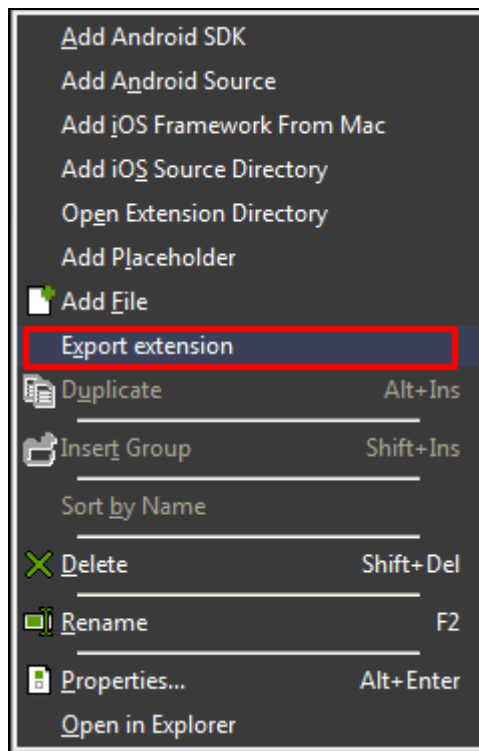 Add Android SDK
Add Android Source
Add iOS Framework From Mac
Add iOS Source Directory
Open Extension Directory
Add Placeholder
Add File
Export extension
Duplicate Alt+Ins
Insert Group Shift+Ins
Sort by Name
Delete Shift+Del
Rename F2
Properties... Alt+Enter
Open in Explorer